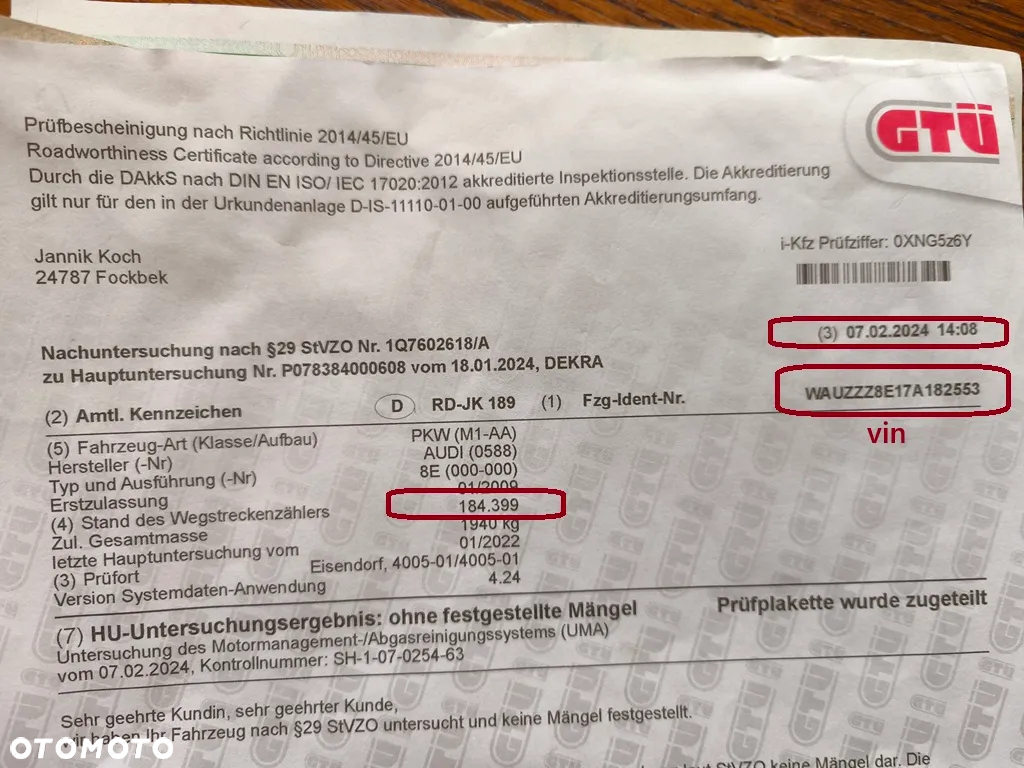 GTÜ
Prüfbescheinigung nach Richtlinie 2014/45/EU
Roadworthiness Certificate according to Directive 2014/45/EU
Durch die DAkkS nach DIN EN ISO/ IEC 17020:2012 akkreditierte Inspektionsstelle. Die Akkreditierung
gilt nur für den in der Urkundenanlage D-IS-11110-01-00 aufgeführten Akkreditierungsumfang.
i-Kfz Prüfziffer: 0XNG5z6Y
Jannik Koch
24787 Fockbek
(3) 07.02.2024 14:08
Nachuntersuchung nach §29 StVZO Nr. 1Q7602618/A
zu Hauptuntersuchung Nr. P078384000608 vom 18.01.2024, DEKRA
(2) Amtl. Kennzeichen D RD-JK 189 (1) Fzg-Ident-Nr. WAUZZZ8E17A182553
vin
(5) Fahrzeug-Art (Klasse/Aufbau) PKW (M1-AA)
Hersteller (-Nr) AUDI (0588)
Typ und Ausführung (-Nr) 8E (000-000)
Erstzulassung 01/2009
(4) Stand des Wegstreckenzählers 184.399
Zul. Gesamtmasse 1940 kg
letzte Hauptuntersuchung vom 01/2022
(3) Prüfort Eisendorf, 4005-01/4005-01
Version Systemdaten-Anwendung 4.24
(7) HU-Untersuchungsergebnis: ohne festgestellte Mängel Prüfplakette wurde zugeteilt
Untersuchung des Motormanagement-/Abgasreinigungssystems (UMA)
vom 07.02.2024, Kontrollnummer: SH-1-07-0254-63
Sehr geehrte Kundin, sehr geehrter Kunde,
wir haben Ihr Fahrzeug nach §29 StVZO untersucht und keine Mängel festgestellt.
StVZO keine Mängel dar. Die
OTOMOTO